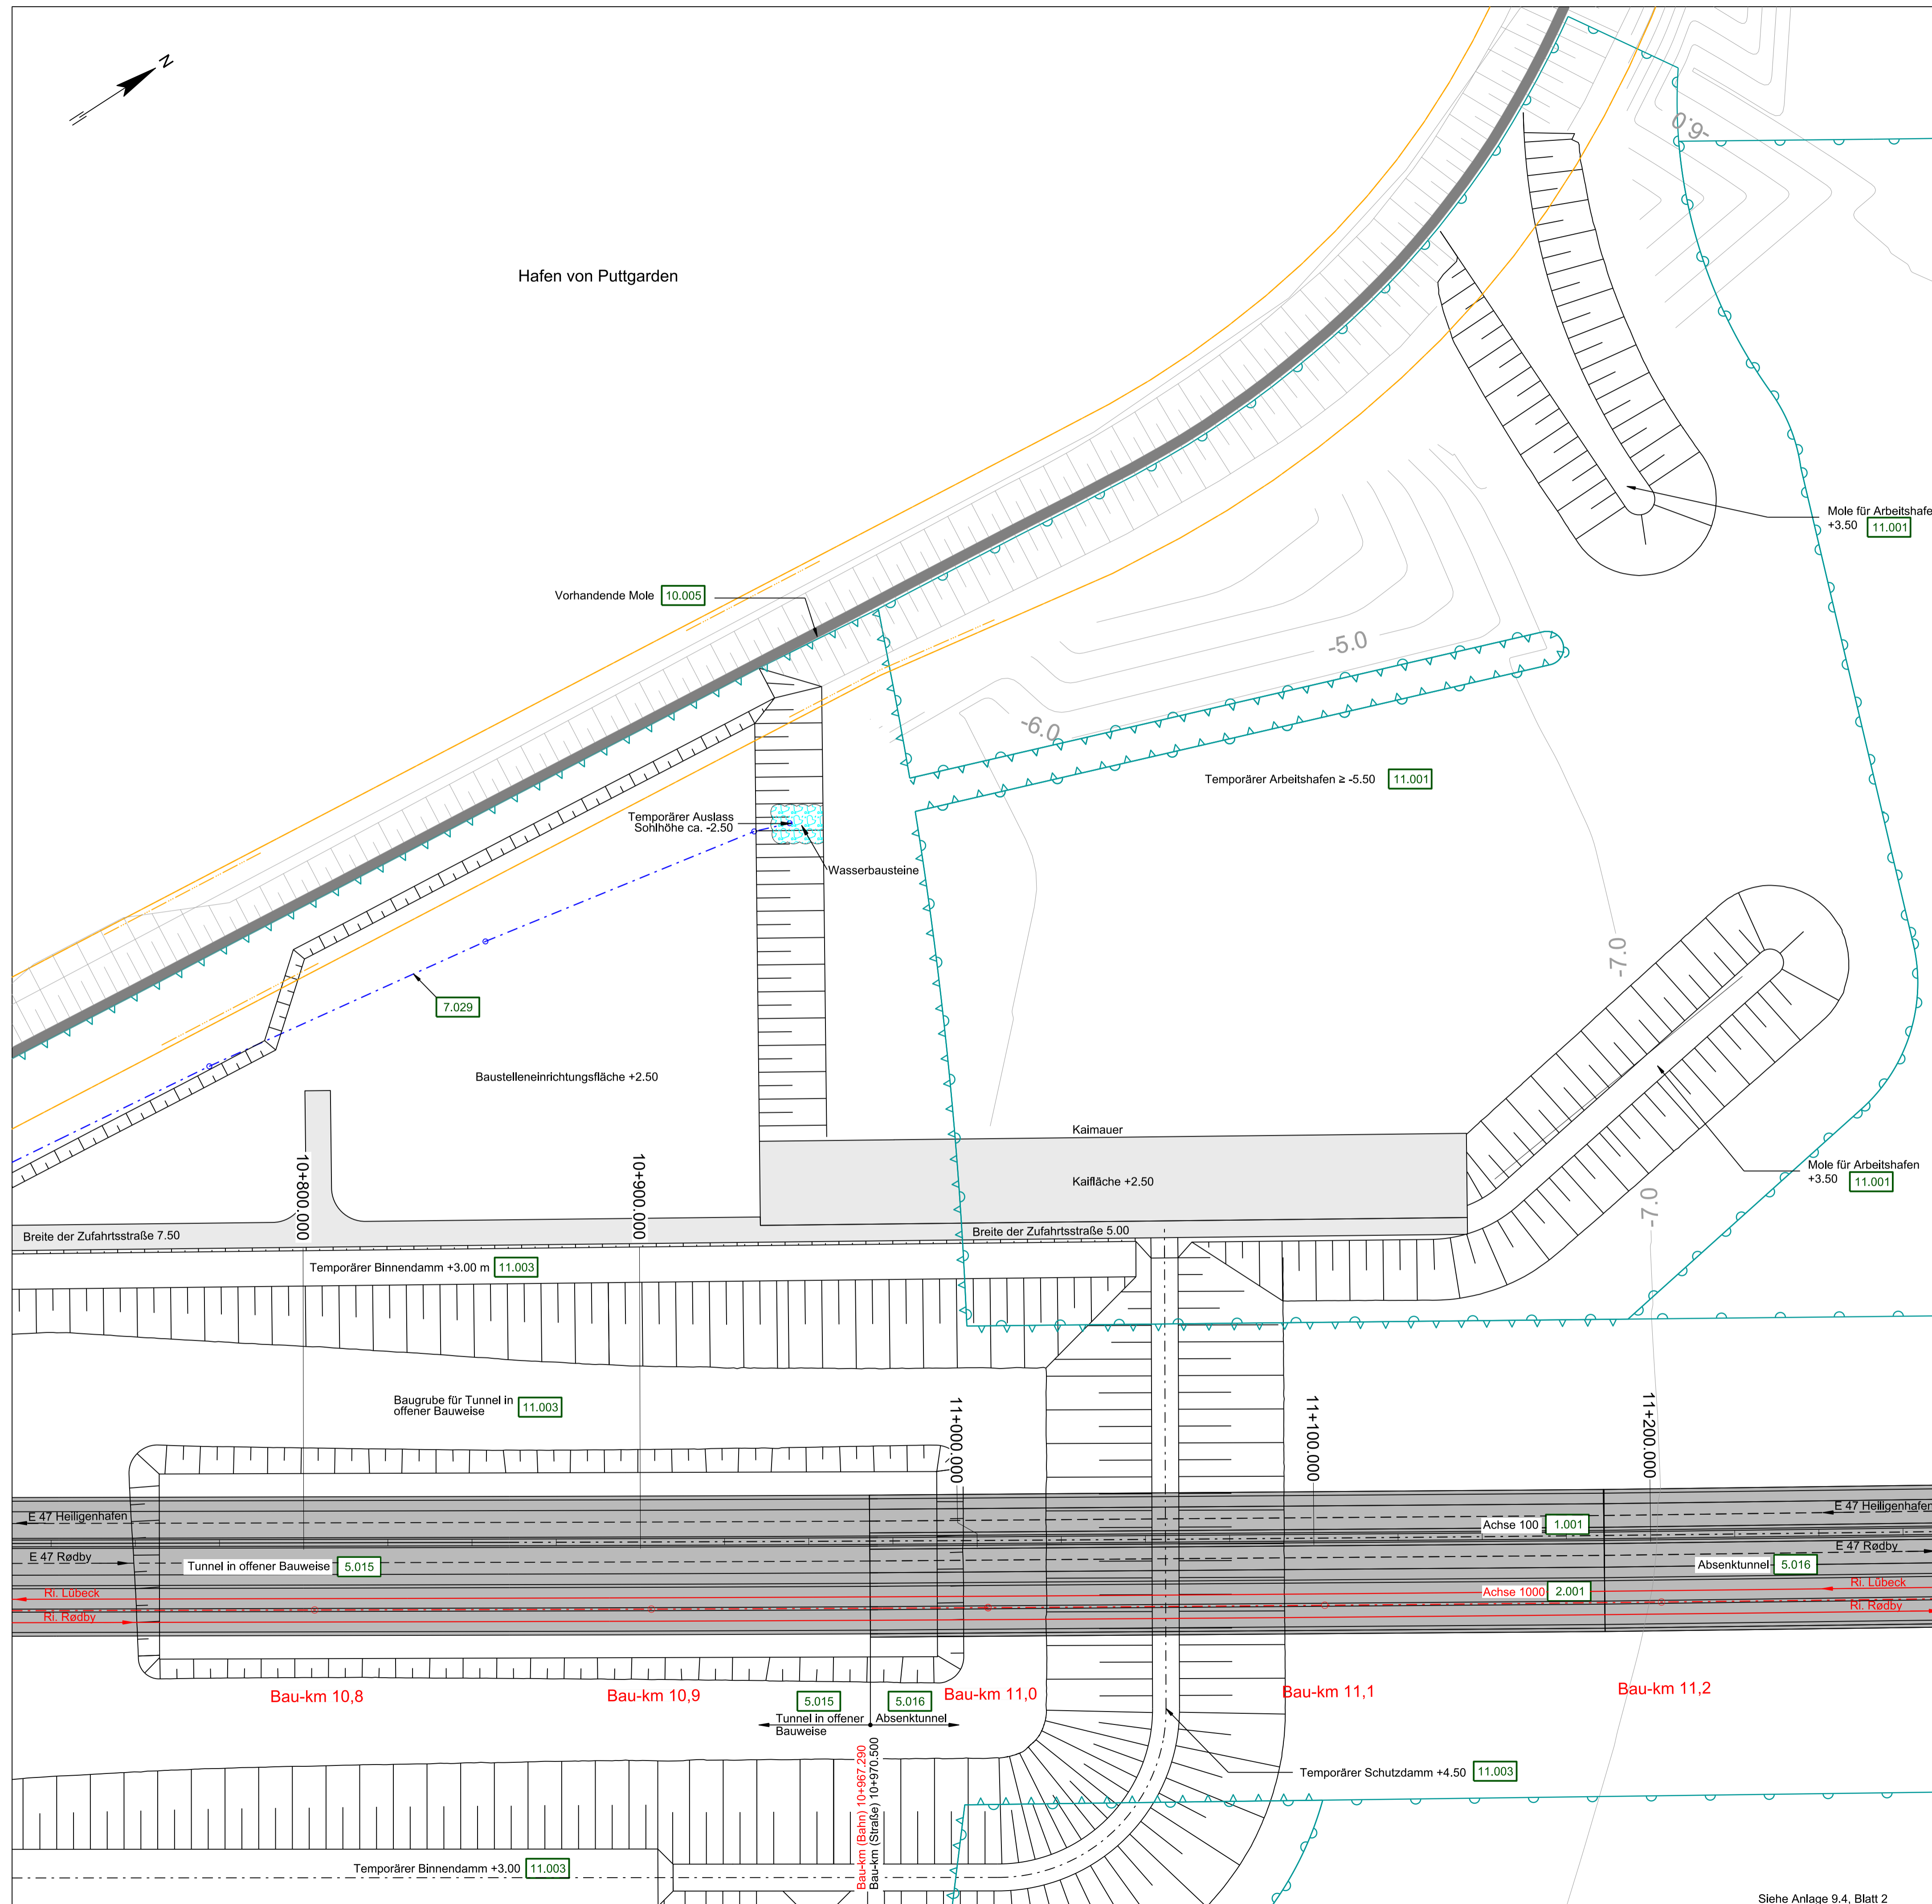 N
Hafen von Puttgarden
-6.0
Mole für Arbeitshafe
+3.50 11.001
Vorhandende Mole 10.005
-5.0
-6.0
Temporärer Arbeitshafen ≥ -5.50 11.001
Temporärer Auslass
Sohlhöhe ca. -2.50
Wasserbausteine
-7.0
7.029
Baustelleneinrichtungsfläche +2.50
Kaimauer
Kaifläche +2.50
Mole für Arbeitshafen
+3.50 11.001
-7.0
10+800.000
10+900.000
Breite der Zufahrtsstraße 7.50
Breite der Zufahrtsstraße 5.00
Temporärer Binnendamm +3.00 m 11.003
Baugrube für Tunnel in
offener Bauweise 11.003
11+000.000
11+100.000
11+200.000
E 47 Heiligenhafen
E 47 Heiligenhafen
Achse 100 1.001
E 47 Rødby
E 47 Rødby
Tunnel in offener Bauweise 5.015
Absenktunnel 5.016
Ri. Lübeck
Achse 1000 2.001
Ri. Lübeck
Ri. Rødby
Ri. Rødby
Bau-km 10,8
Bau-km 10,9
5.015
5.016
Bau-km 11,0
Bau-km 11,1
Bau-km 11,2
Tunnel in offener
Bauweise
Absenktunnel
Bau-km (Bahn) 10+967.290
Bau-km (Straße) 10+970.500
Temporärer Schutzdamm +4.50 11.003
Temporärer Binnendamm +3.00 11.003
Siehe Anlage 9.4, Blatt 2